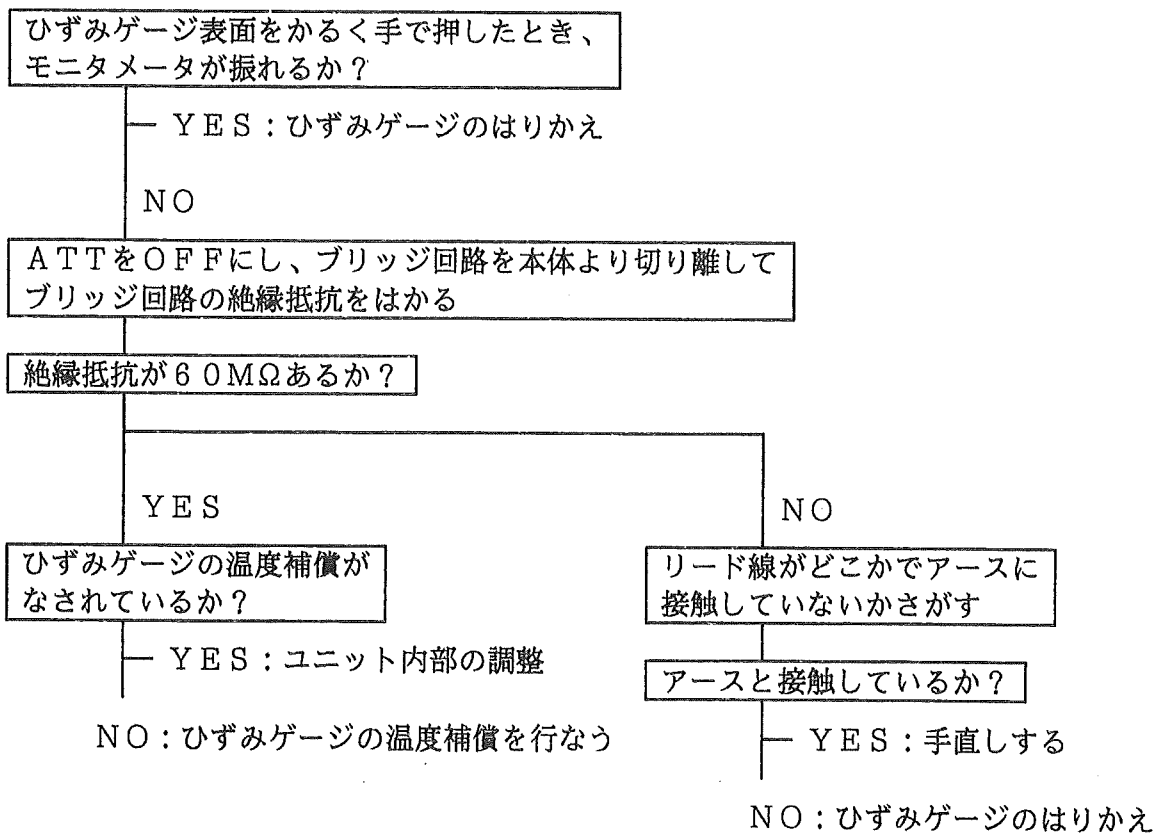 ひずみゲージ表面をかるく手で押したとき、
モニタメータが振れるか？
ＹＥＳ：ひずみゲージのはりかえ
ＮＯ
ＡＴＴをＯＦＦにし、ブリッジ回路を本体より切り離して
ブリッジ回路の絶縁抵抗をはかる
絶縁抵抗が６０ＭΩあるか？
ＹＥＳ
ひずみゲージの温度補償が
なされているか？
ＹＥＳ：ユニット内部の調整
ＮＯ：ひずみゲージの温度補償を行なう
ＮＯ
リード線がどこかでアースに
接触していないかさがす
アースと接触しているか？
ＹＥＳ：手直しする
ＮＯ：ひずみゲージのはりかえ